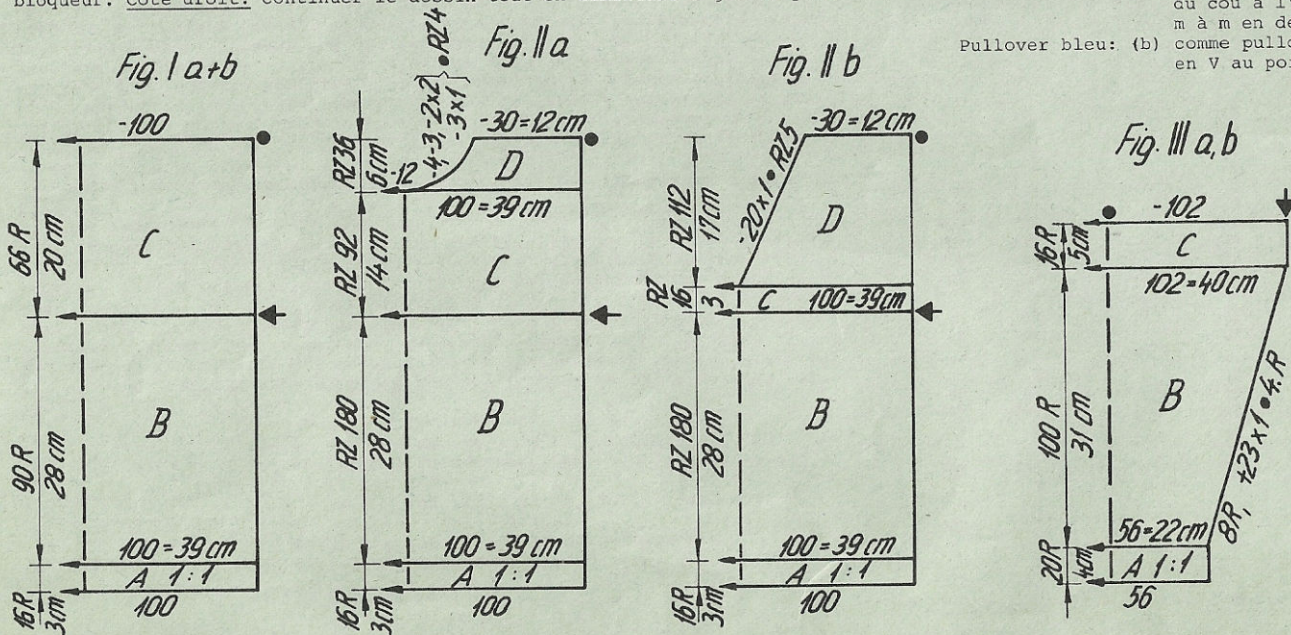 bloqueur. Côté droit: continuer le dessin
du cou à l'
m à m en de
Pullover bleu: (b) comme pullo
en V au poi
Fig. I a+b
-100
66 R
20 cm
C
90 R
28 cm
B
100 = 39 cm
A 1:1
16 R
3 cm
100
Fig. II a
-4,-3,-2x2 } • RZ4
-3x1
-30 = 12 cm
RZ 36
6 cm
-12
D
100 = 39 cm
RZ 92
14 cm
C
RZ 180
28 cm
B
100 = 39 cm
A 1:1
16 R
3 cm
100
Fig. II b
-30 = 12 cm
RZ 112
17 cm
-20x1 • RZ5
D
RZ
16
3
C 100 = 39 cm
RZ 180
28 cm
B
100 = 39 cm
A 1:1
16 R
3 cm
100
Fig. III a,b
-102
16 R
5 cm
C
102 = 40 cm
100 R
31 cm
B
8R, +23x1 • 4.R
56 = 22 cm
20 R
4 cm
A 1:1
56